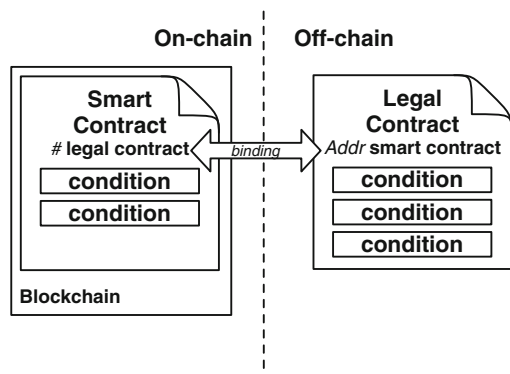 On-chain
Off-chain
Smart
Contract
# legal contract
condition
condition
Blockchain
binding
Legal
Contract
Addr smart contract
condition
condition
condition